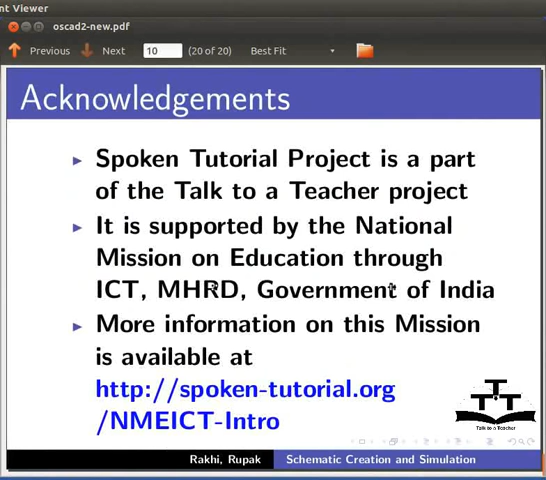 nt Viewer
oscad2-new.pdf
Previous Next 10 (20 of 20) Best Fit
Acknowledgements
Spoken Tutorial Project is a part
of the Talk to a Teacher project
It is supported by the National
Mission on Education through
ICT, MHRD, Government of India
More information on this Mission
is available at
http://spoken-tutorial.org
/NMEICT-Intro
TTT
Talk to a Teacher
Rakhi, Rupak Schematic Creation and Simulation